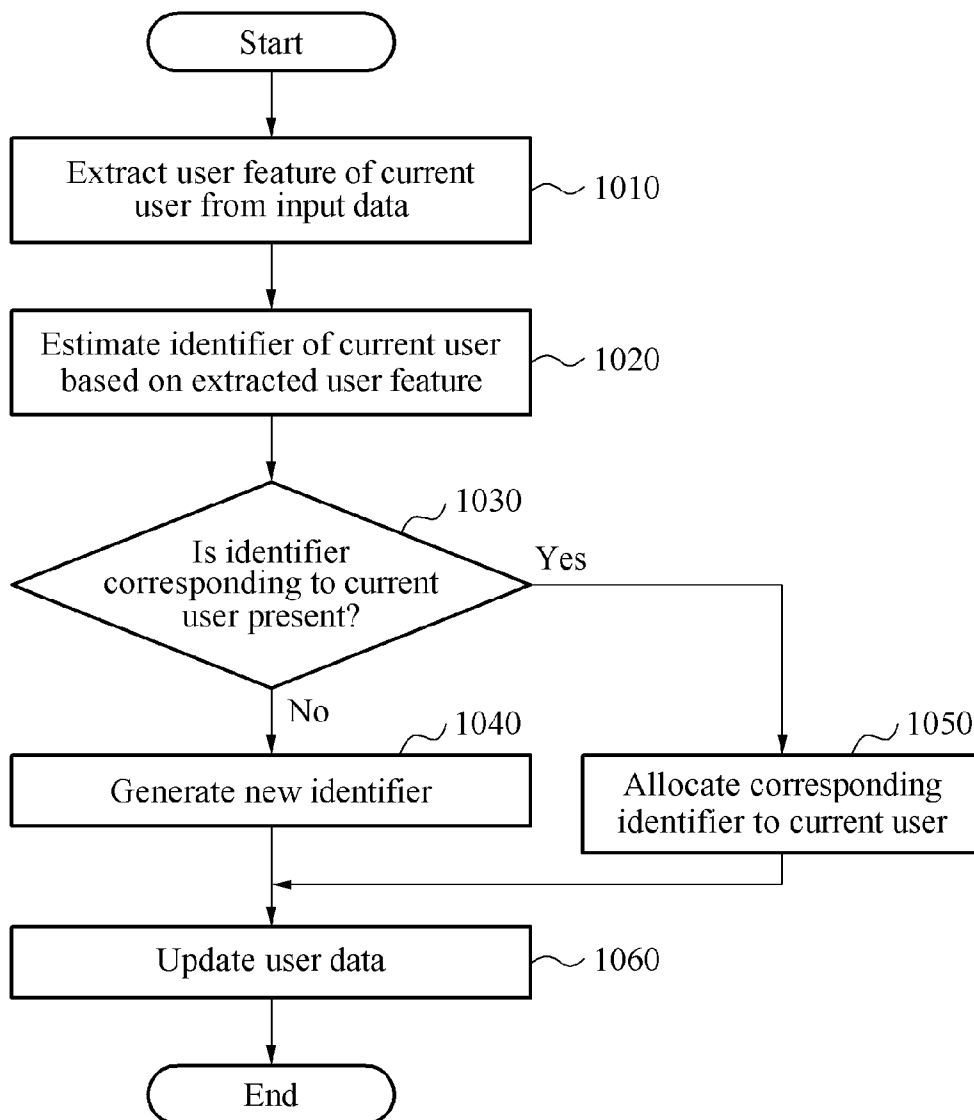 Start
Extract user feature of current
user from input data
1010
Estimate identifier of current user
based on extracted user feature
1020
1030
Is identifier
corresponding to current
user present?
Yes
No
1040
Generate new identifier
1050
Allocate corresponding
identifier to current user
Update user data
1060
End